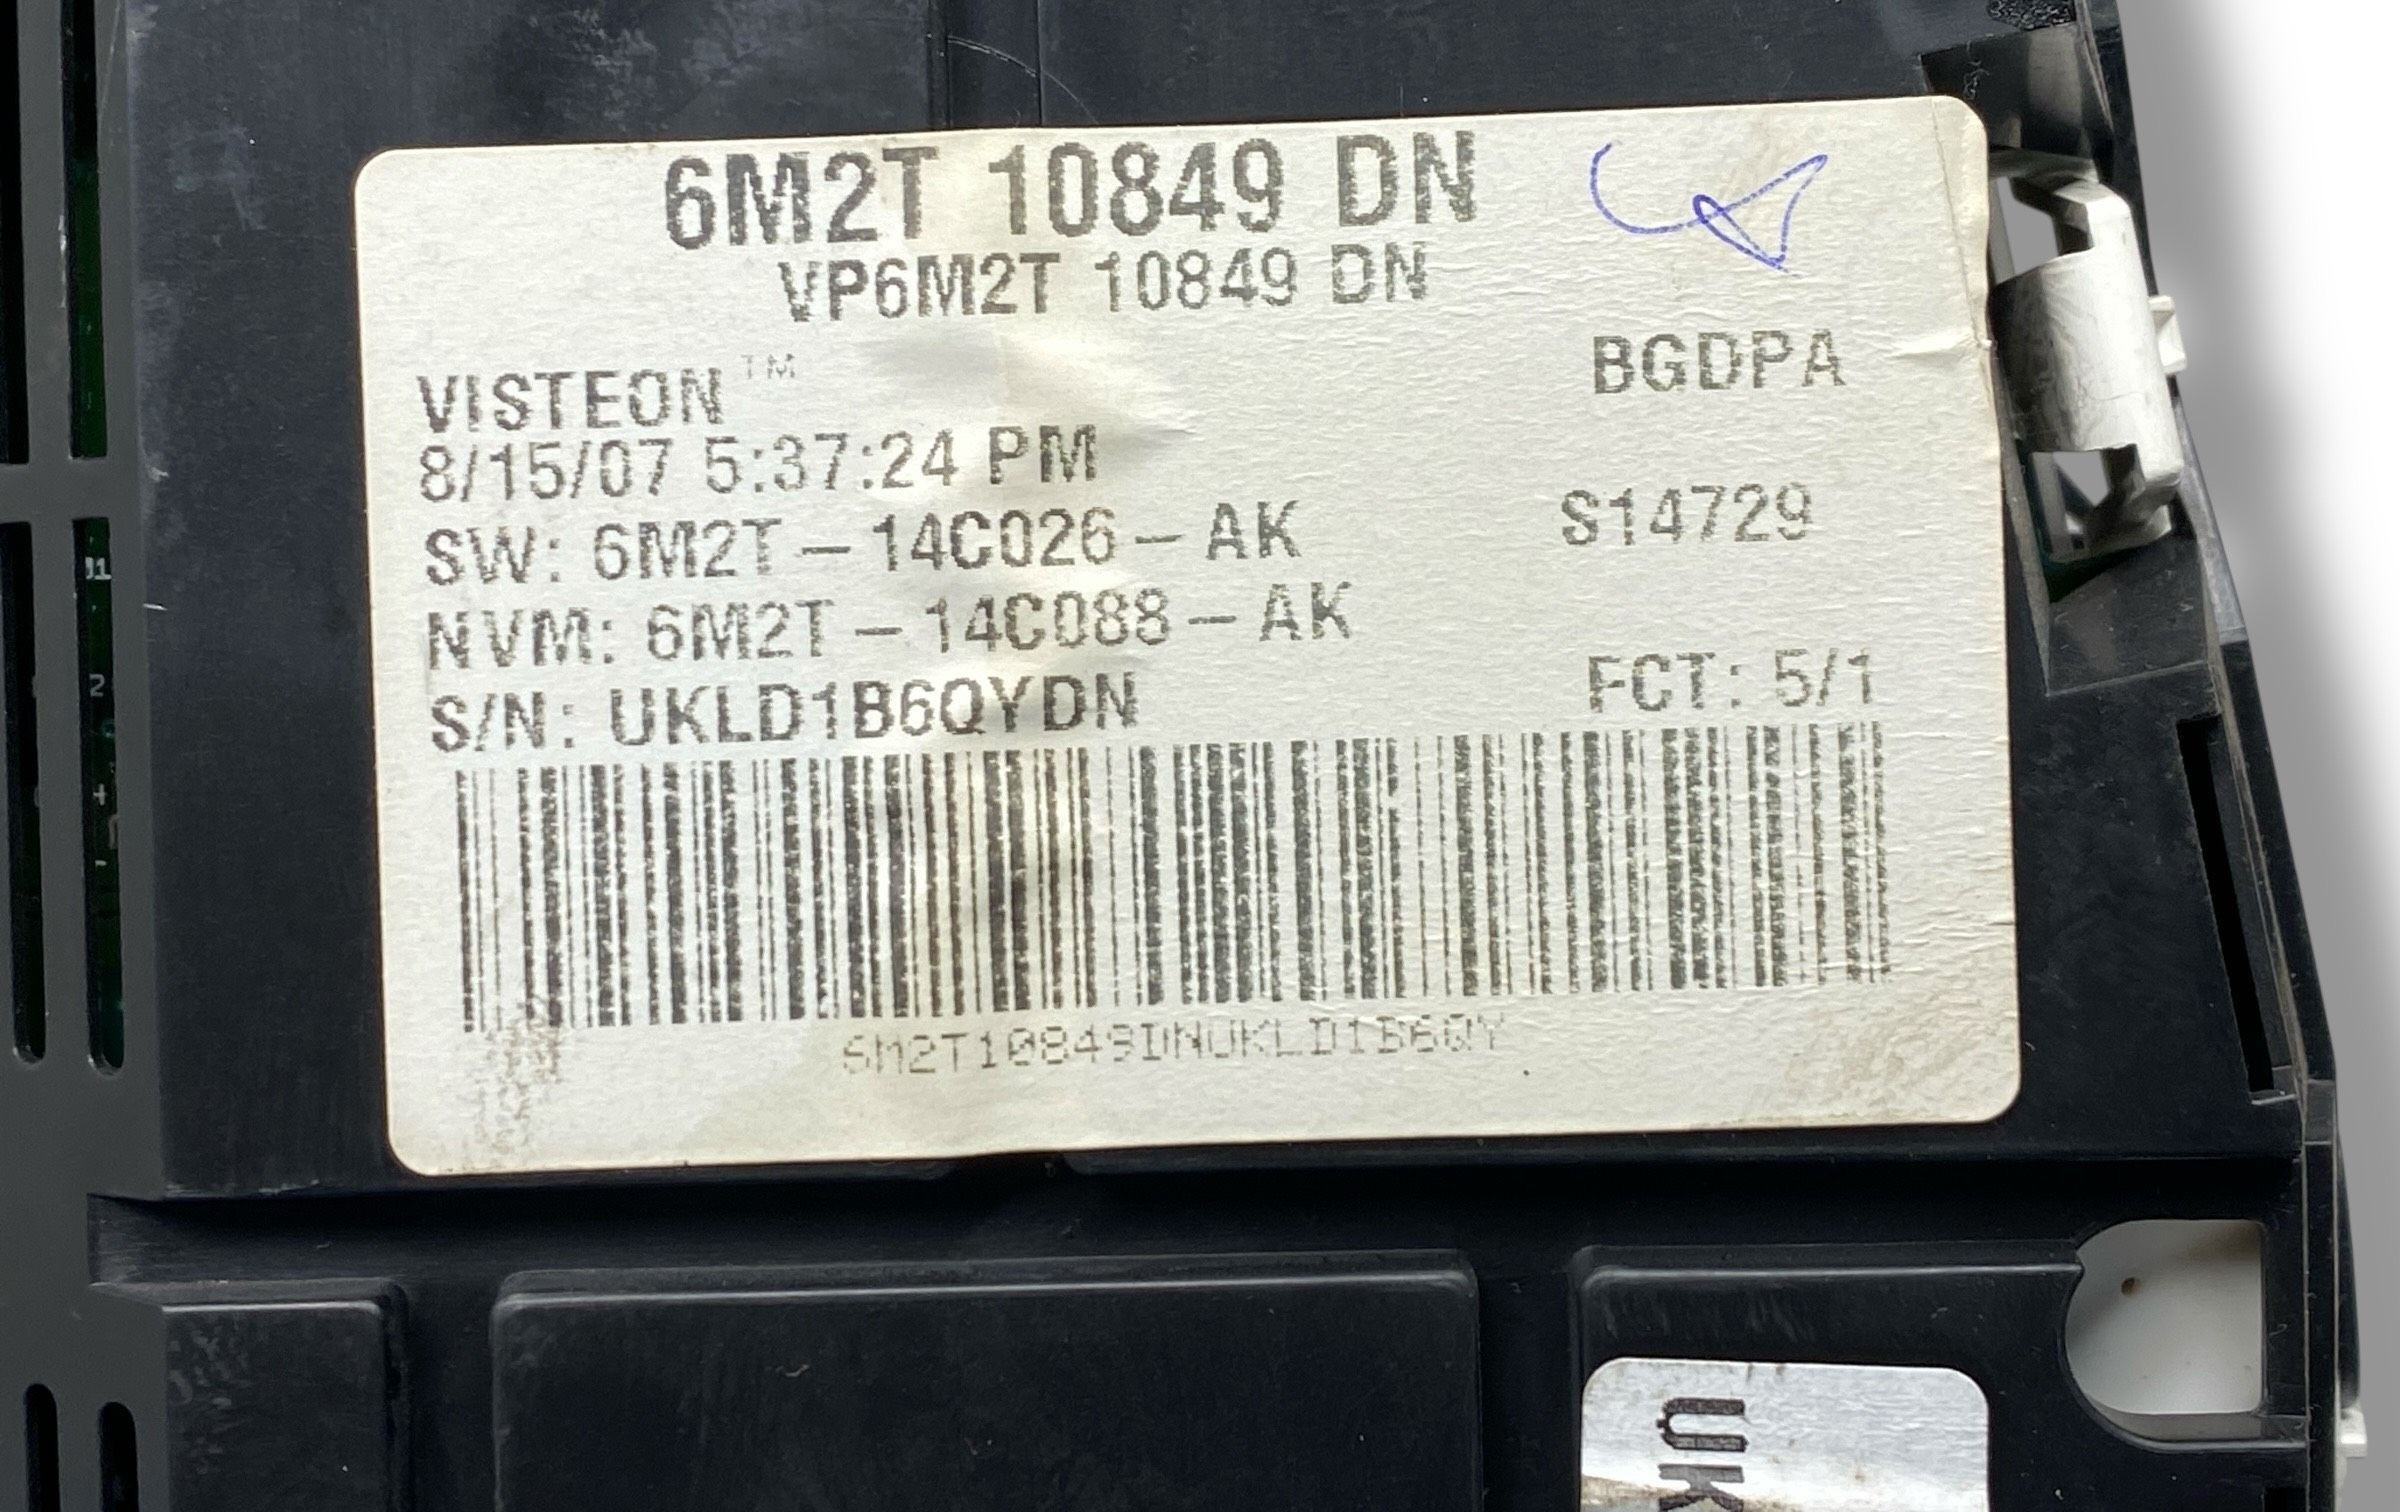 6M2T 10849 DN
VP6M2T 10849 DN
VISTEON™ BGDPA
8/15/07 5:37:24 PM
SW: 6M2T-14C026-AK S14729
NVM: 6M2T-14C088-AK
S/N: UKLD1B6QYDN FCT: 5/1
6M2T10849DNUKLD1B6QY
UK